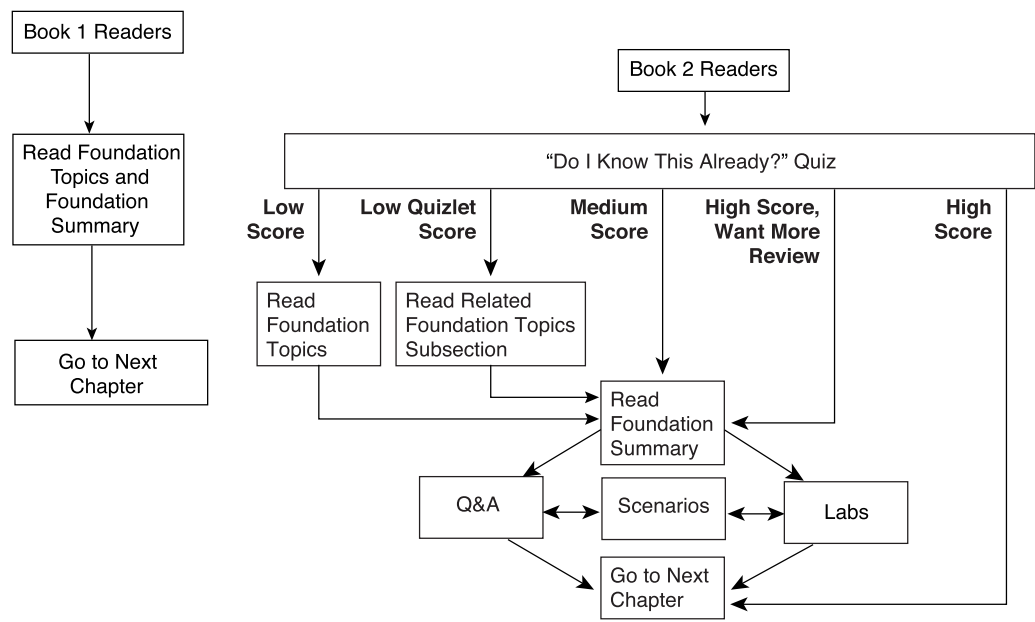 Book 1 Readers
Read Foundation
Topics and
Foundation
Summary
Go to Next
Chapter
Book 2 Readers
“Do I Know This Already?” Quiz
Low
Score
Low Quizlet
Score
Medium
Score
High Score,
Want More
Review
High
Score
Read
Foundation
Topics
Read Related
Foundation Topics
Subsection
Read
Foundation
Summary
Q&A
Scenarios
Labs
Go to Next
Chapter